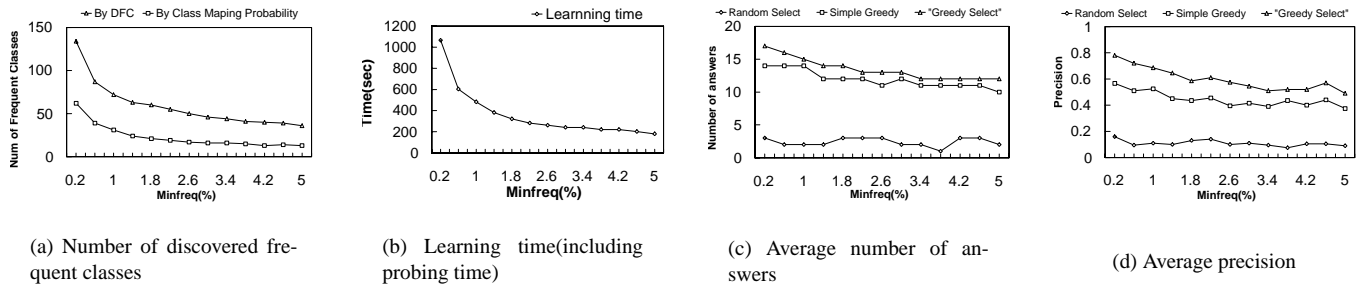 By DFC By Class Maping Probability
150
100
50
0
Num of Frequent Classes
0.2 1 1.8 2.6 3.4 4.2 5
Minfreq(%)
(a) Number of discovered fre-
quent classes
Learnning time
1200
1000
800
600
400
200
0
Time(sec)
0.2 1 1.8 2.6 3.4 4.2 5
Minfreq(%)
(b) Learning time(including
probing time)
Random Select Simple Greedy "Greedy Select"
20
15
10
5
0
Number of answers
0.2 1 1.8 2.6 3.4 4.2 5
Minfreq(%)
(c) Average number of an-
swers
Random Select Simple Greedy "Greedy Select"
1
0.8
0.6
0.4
0.2
0
Precision
0.2 1 1.8 2.6 3.4 4.2 5
Minfreq(%)
(d) Average precision